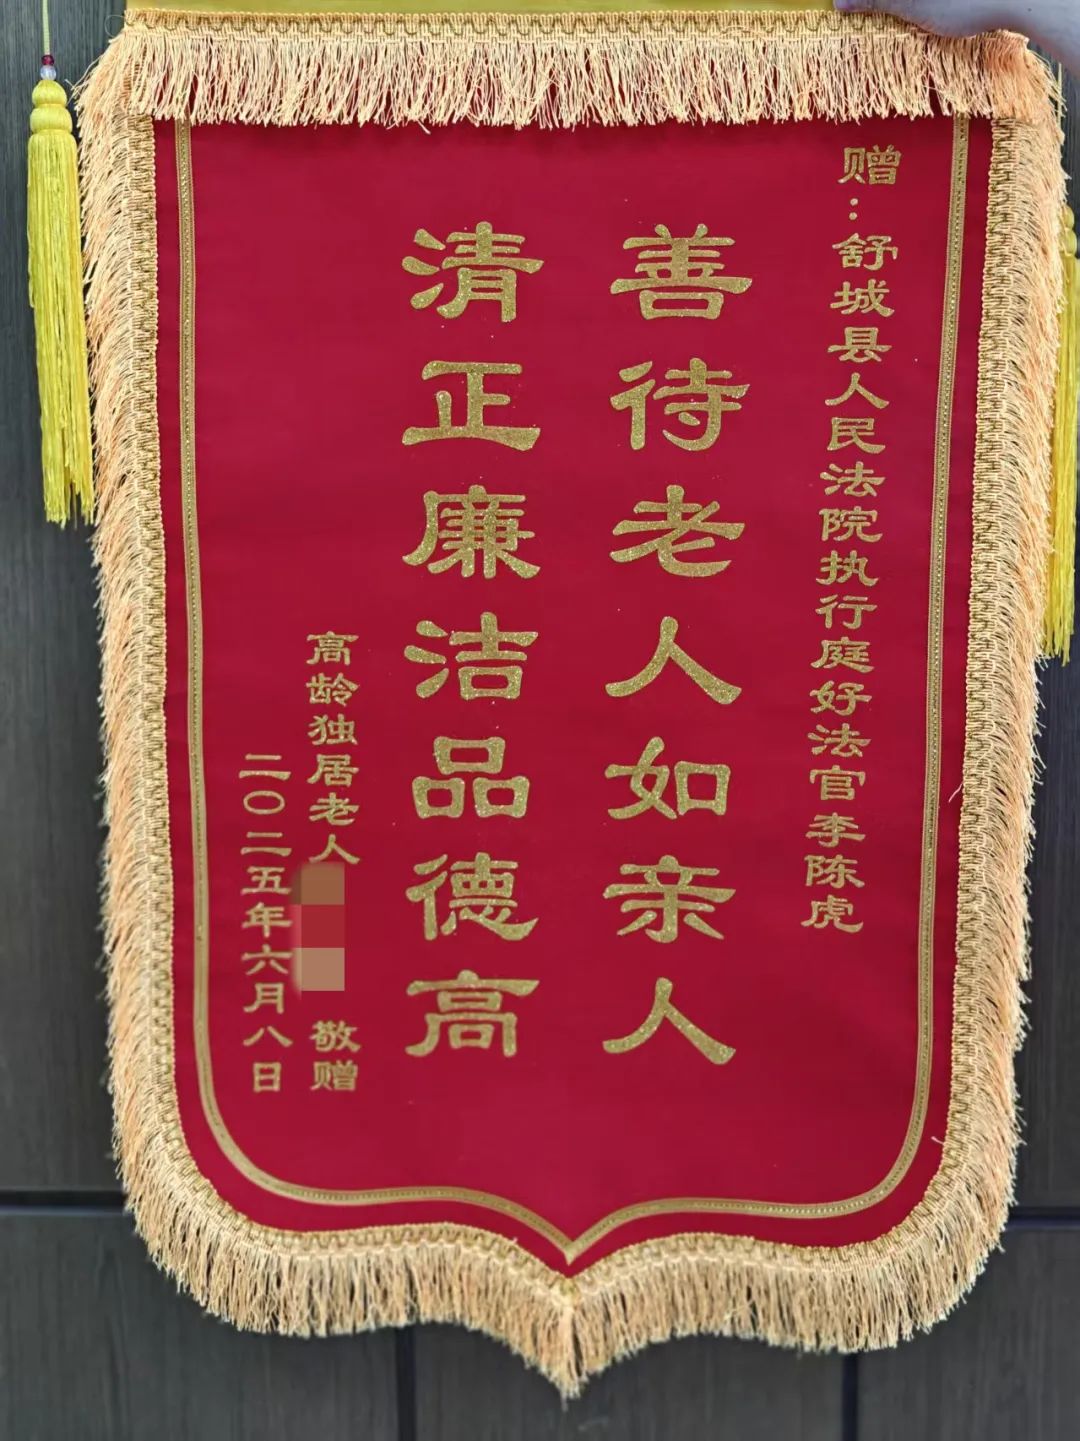 赠：舒城县人民法院执行庭好法官李陈虎
善待老人如亲人
清正廉洁品德高
高龄独居老人 敬赠
二〇二五年六月八日